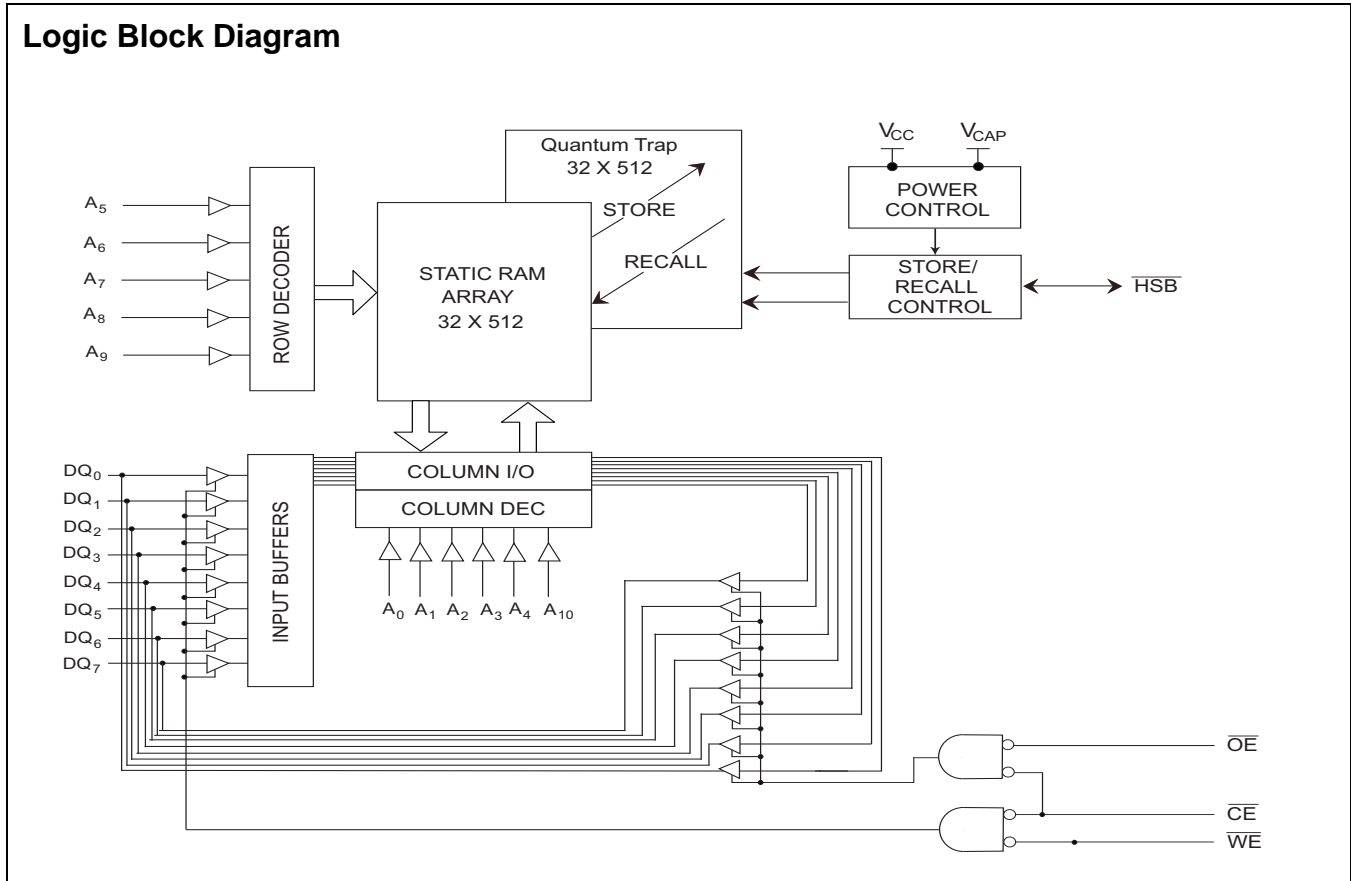 Logic Block Diagram
Quantum Trap
32 X 512
STORE
RECALL
STATIC RAM
ARRAY
32 X 512
V_CC
V_CAP
POWER
CONTROL
STORE/
RECALL
CONTROL
HSB
A5
A6
A7
A8
A9
ROW DECODER
DQ0
DQ1
DQ2
DQ3
DQ4
DQ5
DQ6
DQ7
INPUT BUFFERS
COLUMN I/O
COLUMN DEC
A0 A1 A2 A3 A4 A10
OE
CE
WE